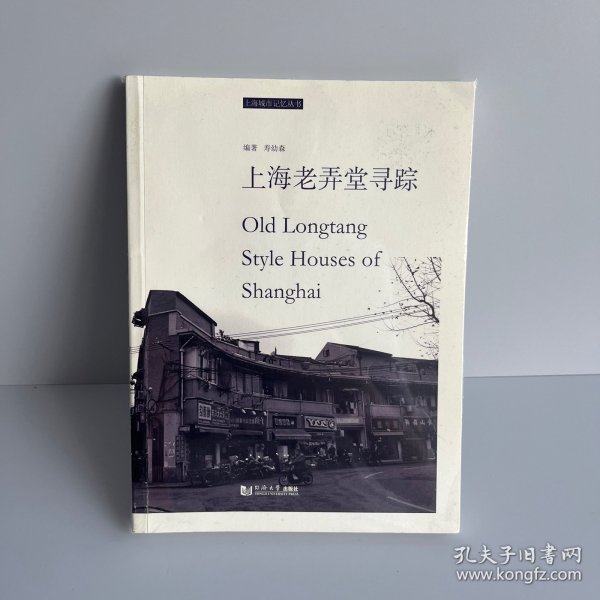 上海城市记忆丛书
编著 寿幼森
上海老弄堂寻踪
Old Longtang
Style Houses of
Shanghai
同济大学出版社
TONGJI UNIVERSITY PRESS
孔夫子旧书网
www.kongfz.com